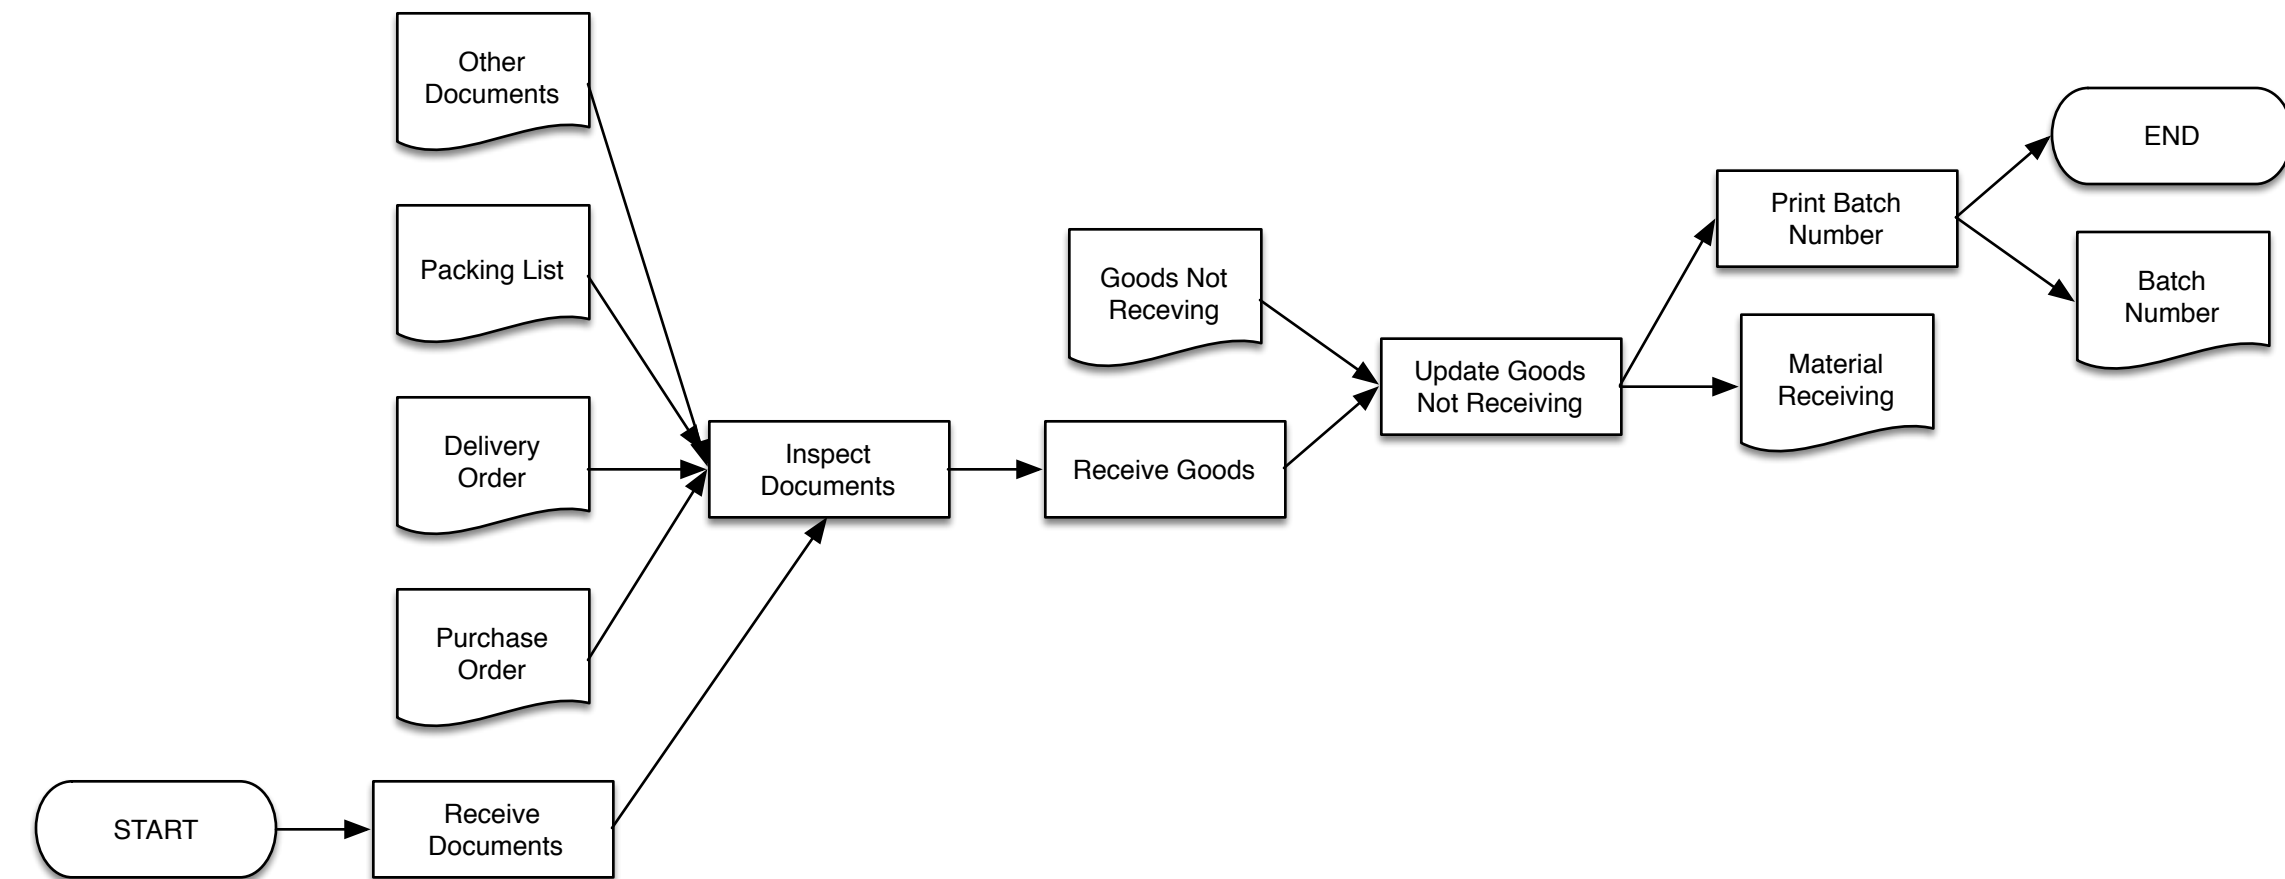 Other
Documents
Packing List
Delivery
Order
Purchase
Order
START
Receive
Documents
Inspect
Documents
Receive Goods
Goods Not
Receving
Update Goods
Not Receiving
Print Batch
Number
Material
Receiving
END
Batch
Number